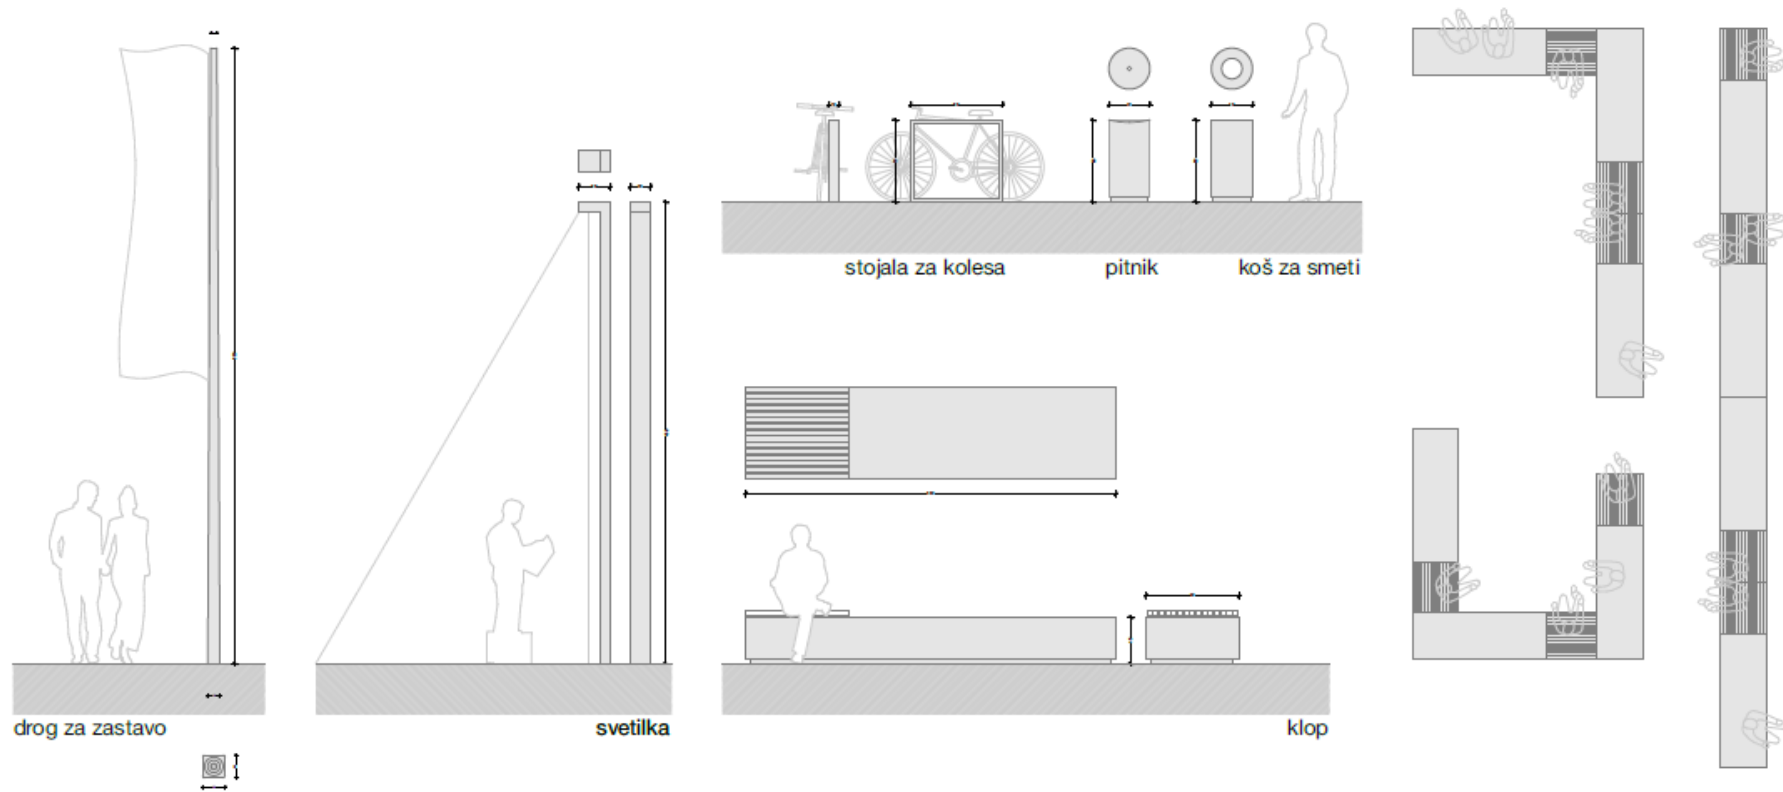 stojala za kolesa
pitnik
koš za smeti
drog za zastavo
svetilka
klop